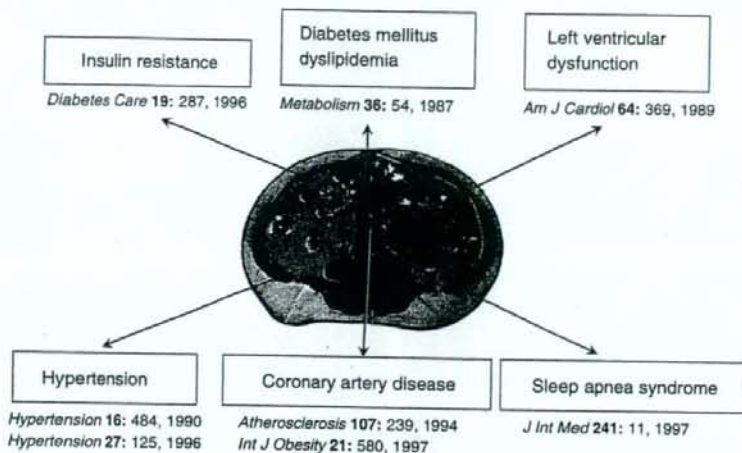 Insulin resistance
Diabetes Care 19: 287, 1996
Diabetes mellitus
dyslipidemia
Metabolism 36: 54, 1987
Left ventricular
dysfunction
Am J Cardiol 64: 369, 1989
Hypertension
Hypertension 16: 484, 1990
Hypertension 27: 125, 1996
Coronary artery disease
Atherosclerosis 107: 239, 1994
Int J Obesity 21: 580, 1997
Sleep apnea syndrome
J Int Med 241: 11, 1997